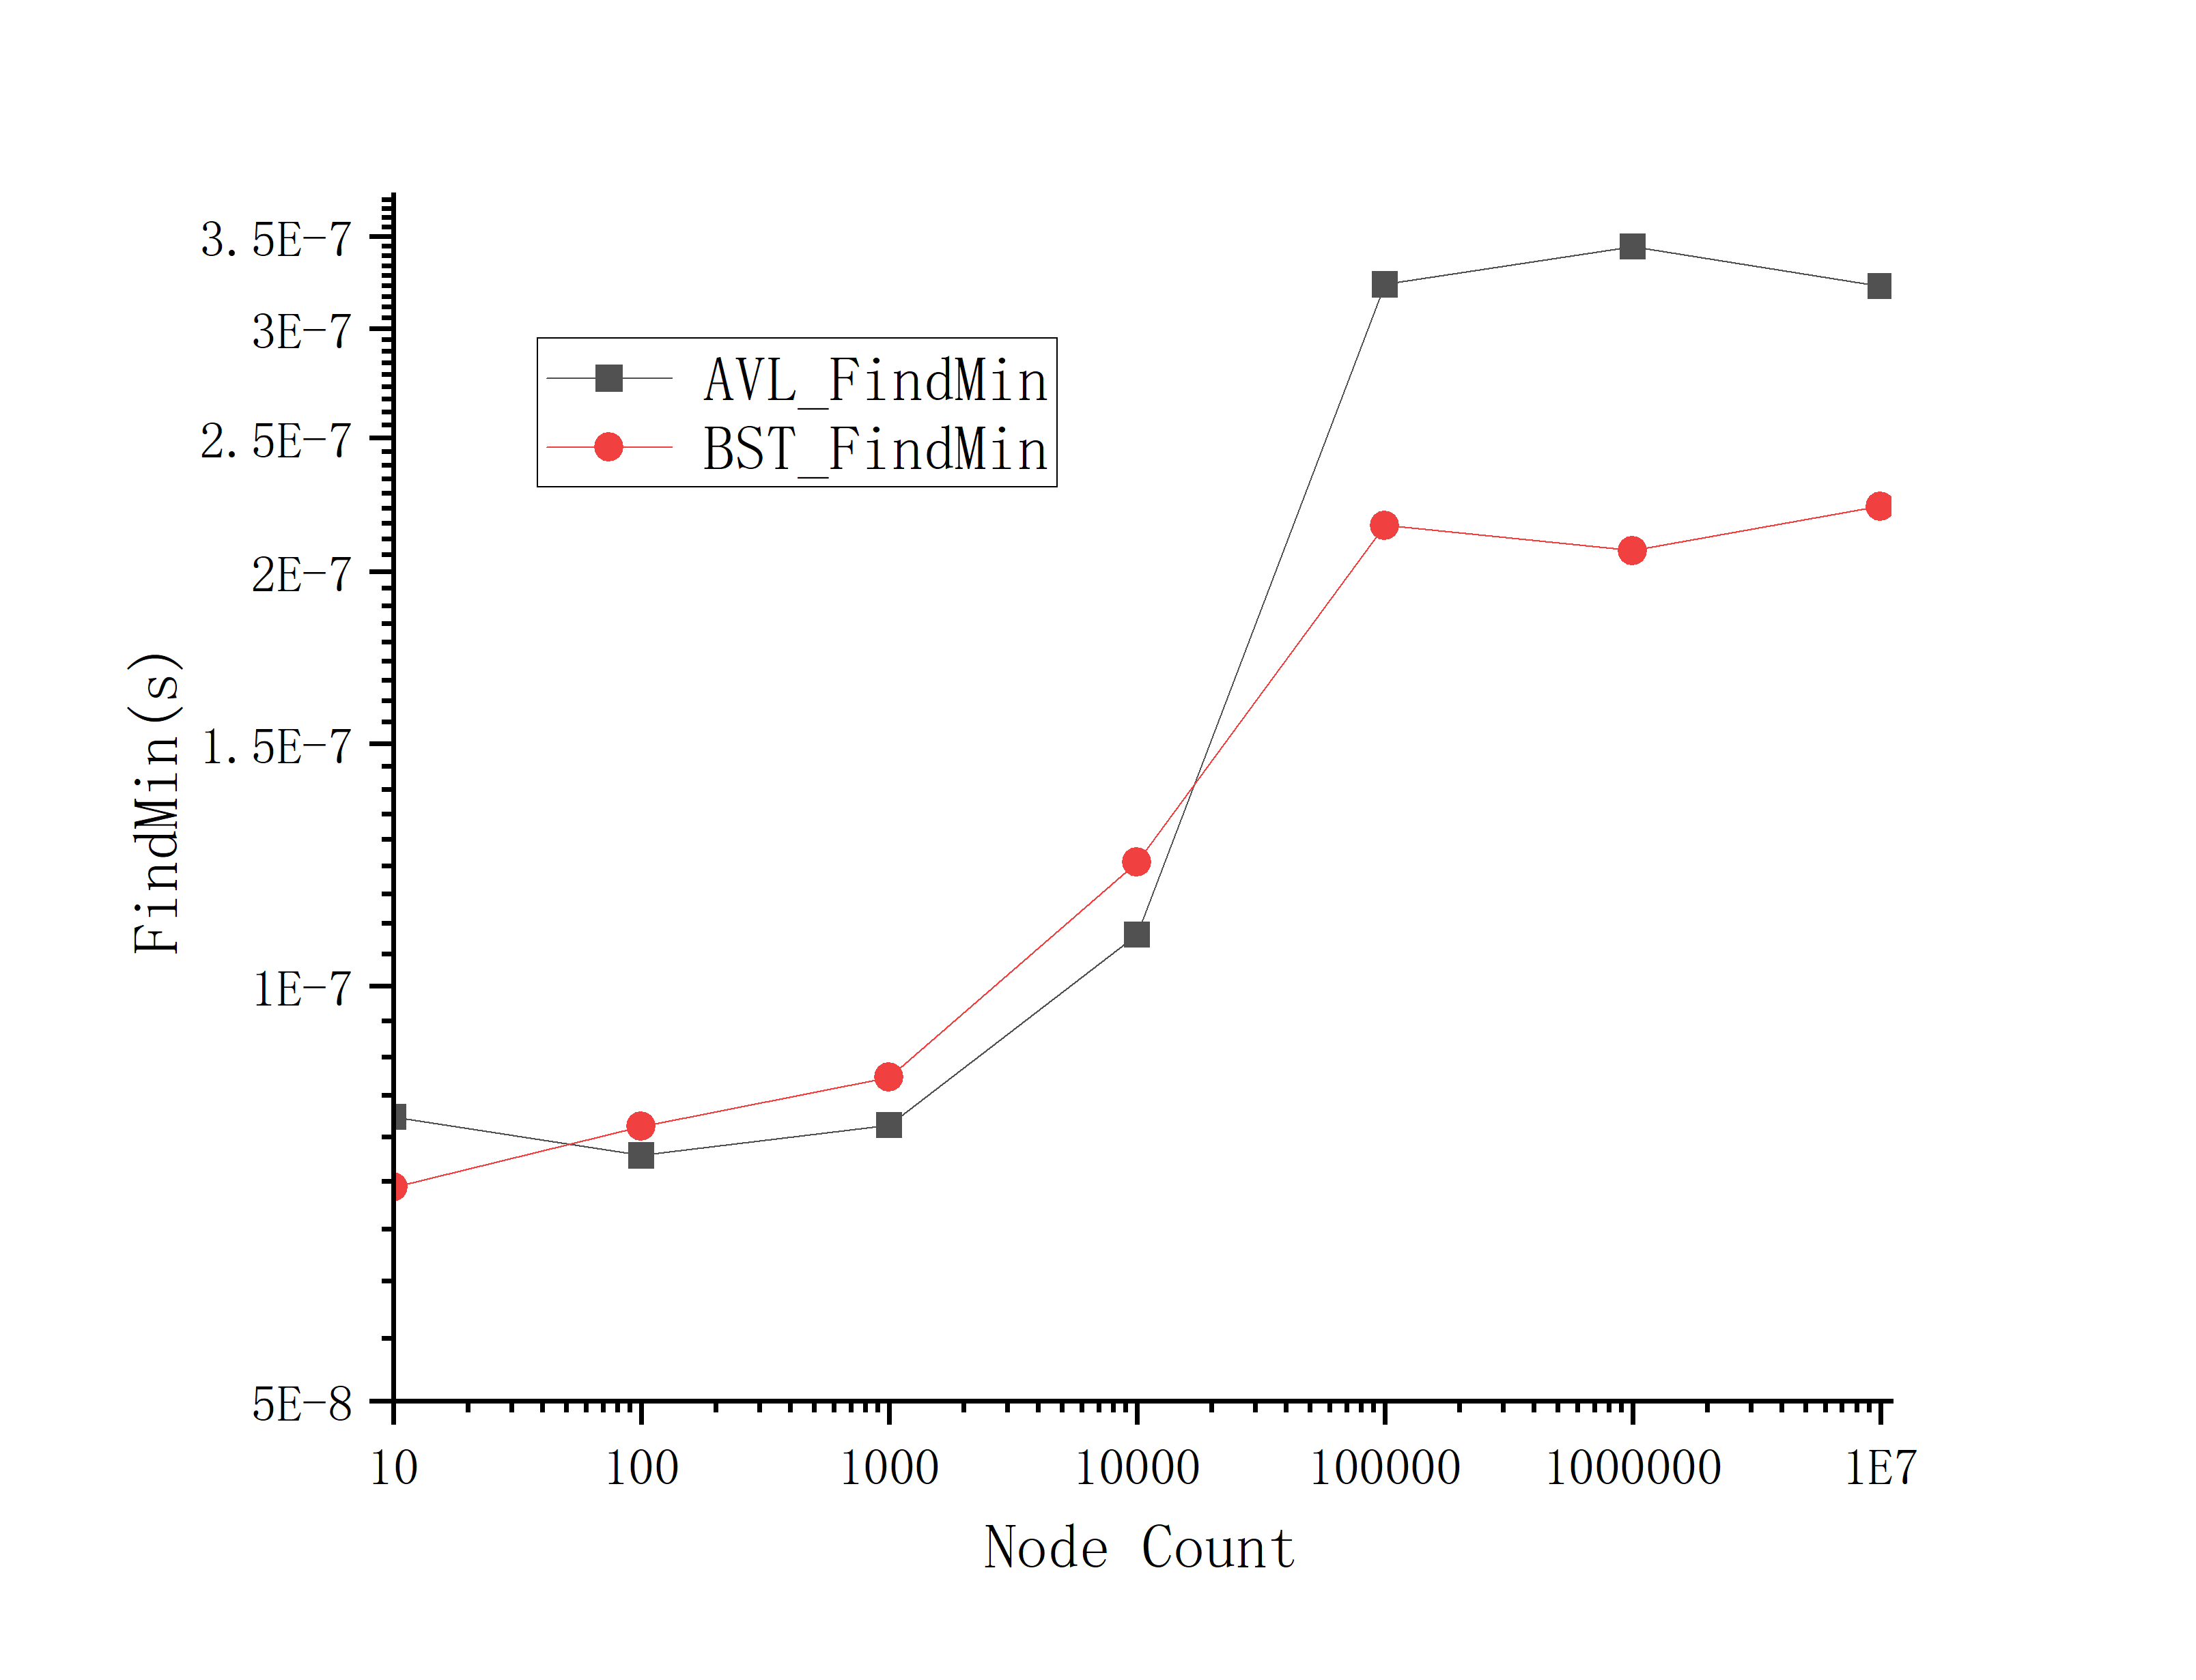 3.5E-7
3E-7
2.5E-7
2E-7
1.5E-7
1E-7
5E-8
FindMin(s)
AVL_FindMin
BST_FindMin
10 100 1000 10000 100000 1000000 1E7
Node Count